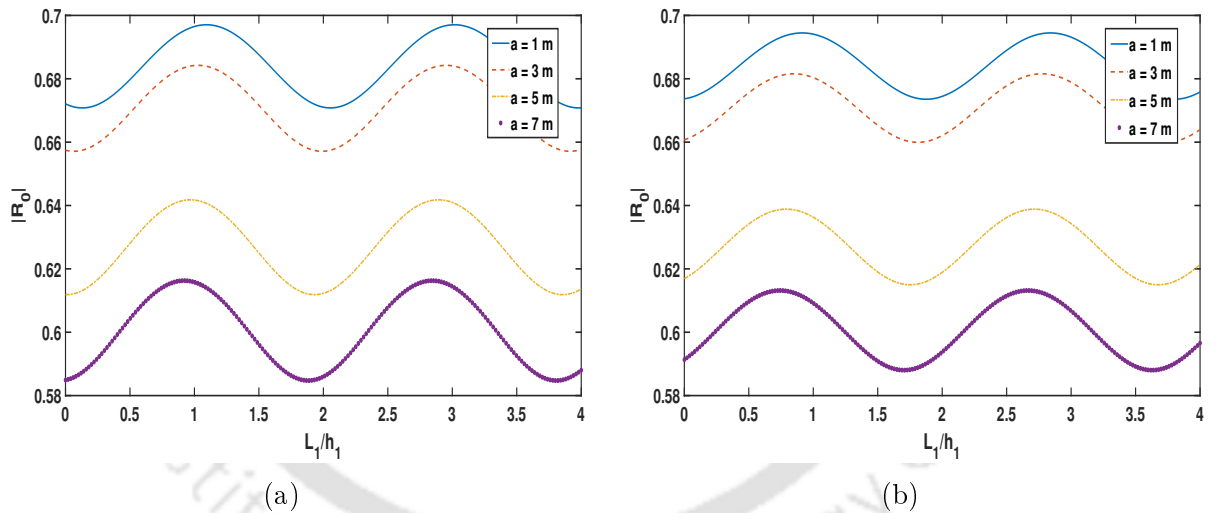 0.7
0.68
0.66
0.64
0.62
0.6
0.58
|R₀|
0 0.5 1 1.5 2 2.5 3 3.5 4
L₁/h₁
a = 1 m
a = 3 m
a = 5 m
a = 7 m
(a)
0.7
0.68
0.66
0.64
0.62
0.6
0.58
|R₀|
0 0.5 1 1.5 2 2.5 3 3.5 4
L₁/h₁
a = 1 m
a = 3 m
a = 5 m
a = 7 m
(b)